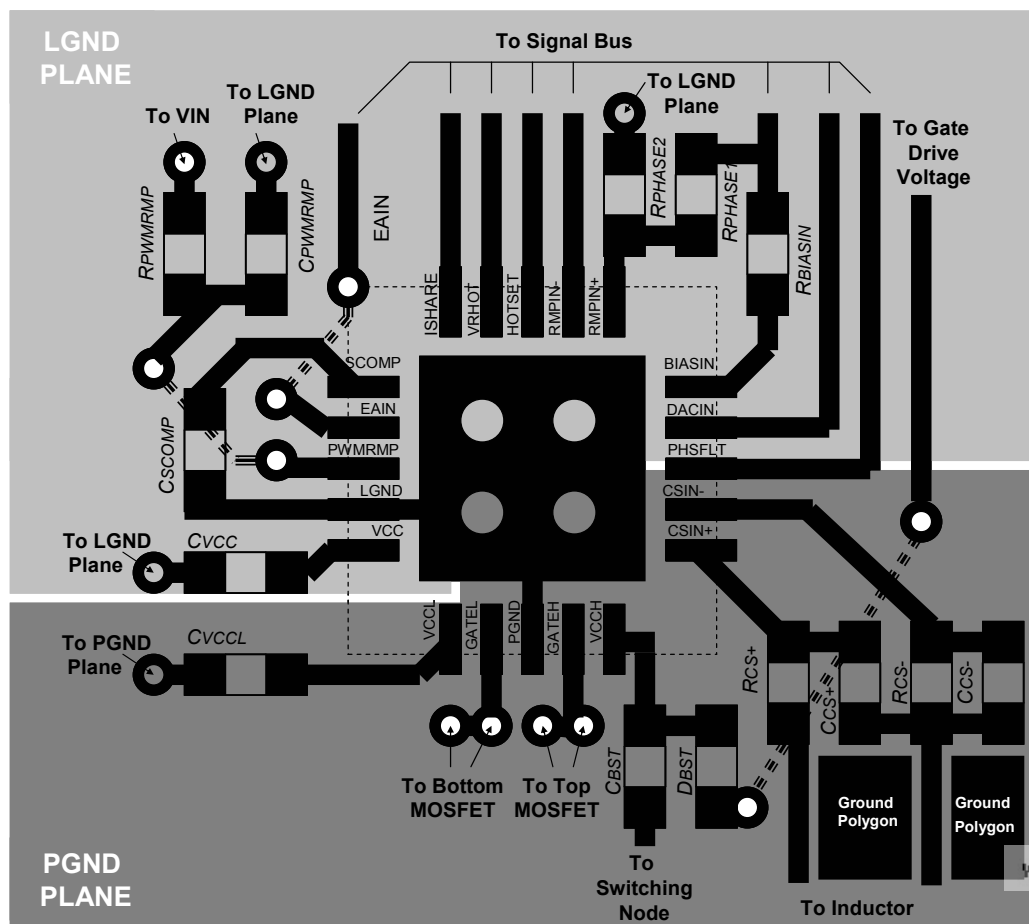 LGND
PLANE
To Signal Bus
To LGND
Plane
To VIN
To LGND
Plane
To Gate
Drive
Voltage
RPWMRMP
CPWMRMP
EAIN
RPHASE2
RPHASE1
RBIASIN
ISHARE
VRHOT
HOTSET
RMPIN-
RMPIN+
SCOMP
EAIN
PWMRMP
LGND
VCC
BIASIN
DACIN
PHSFLT
CSIN-
CSIN+
CSCOMP
To LGND
Plane
CVCC
VCCL
GATEL
PGND
GATEH
VCCH
To PGND
Plane
CVCCL
RCS+
CCS+
RCS-
CCS-
To Bottom
MOSFET
To Top
MOSFET
CBST
DBST
Ground
Polygon
Ground
Polygon
PGND
PLANE
To
Switching
Node
To Inductor